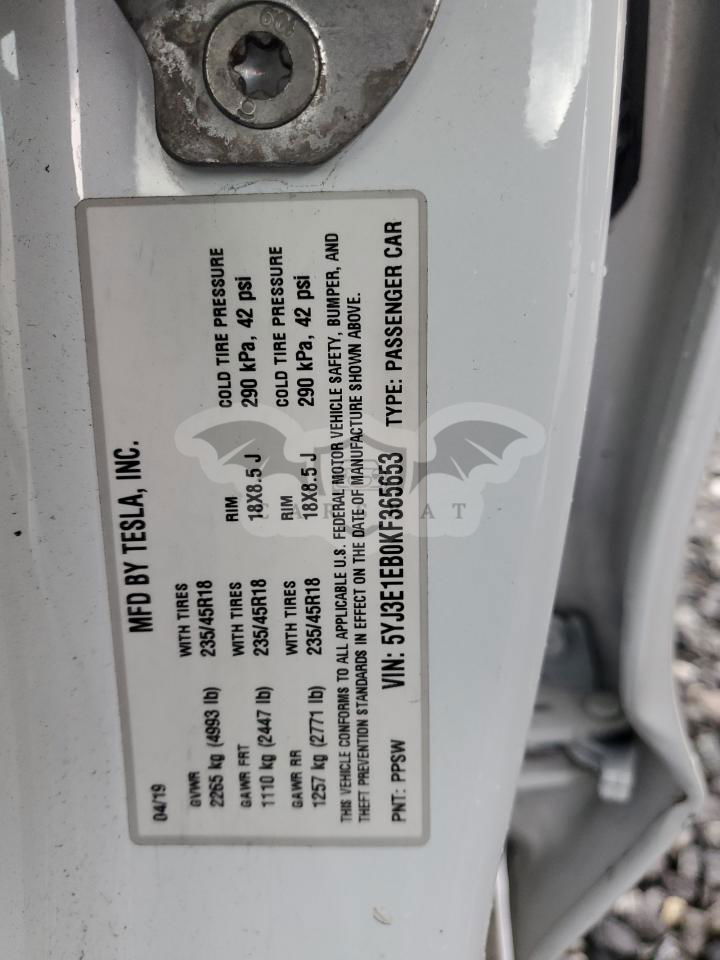 MFD BY TESLA, INC.
04/19
GVWR WITH TIRES RIM COLD TIRE PRESSURE
2265 kg (4993 lb) 235/45R18 18X8.5 J 290 kPa, 42 psi
GAWR FRT WITH TIRES RIM COLD TIRE PRESSURE
1110 kg (2447 lb) 235/45R18 18X8.5 J 290 kPa, 42 psi
GAWR RR WITH TIRES
1257 kg (2771 lb) 235/45R18
THIS VEHICLE CONFORMS TO ALL APPLICABLE U.S. FEDERAL MOTOR VEHICLE SAFETY, BUMPER, AND
THEFT PREVENTION STANDARDS IN EFFECT ON THE DATE OF MANUFACTURE SHOWN ABOVE.
PNT: PPSW VIN: 5YJ3E1EB0KF365653 TYPE: PASSENGER CAR